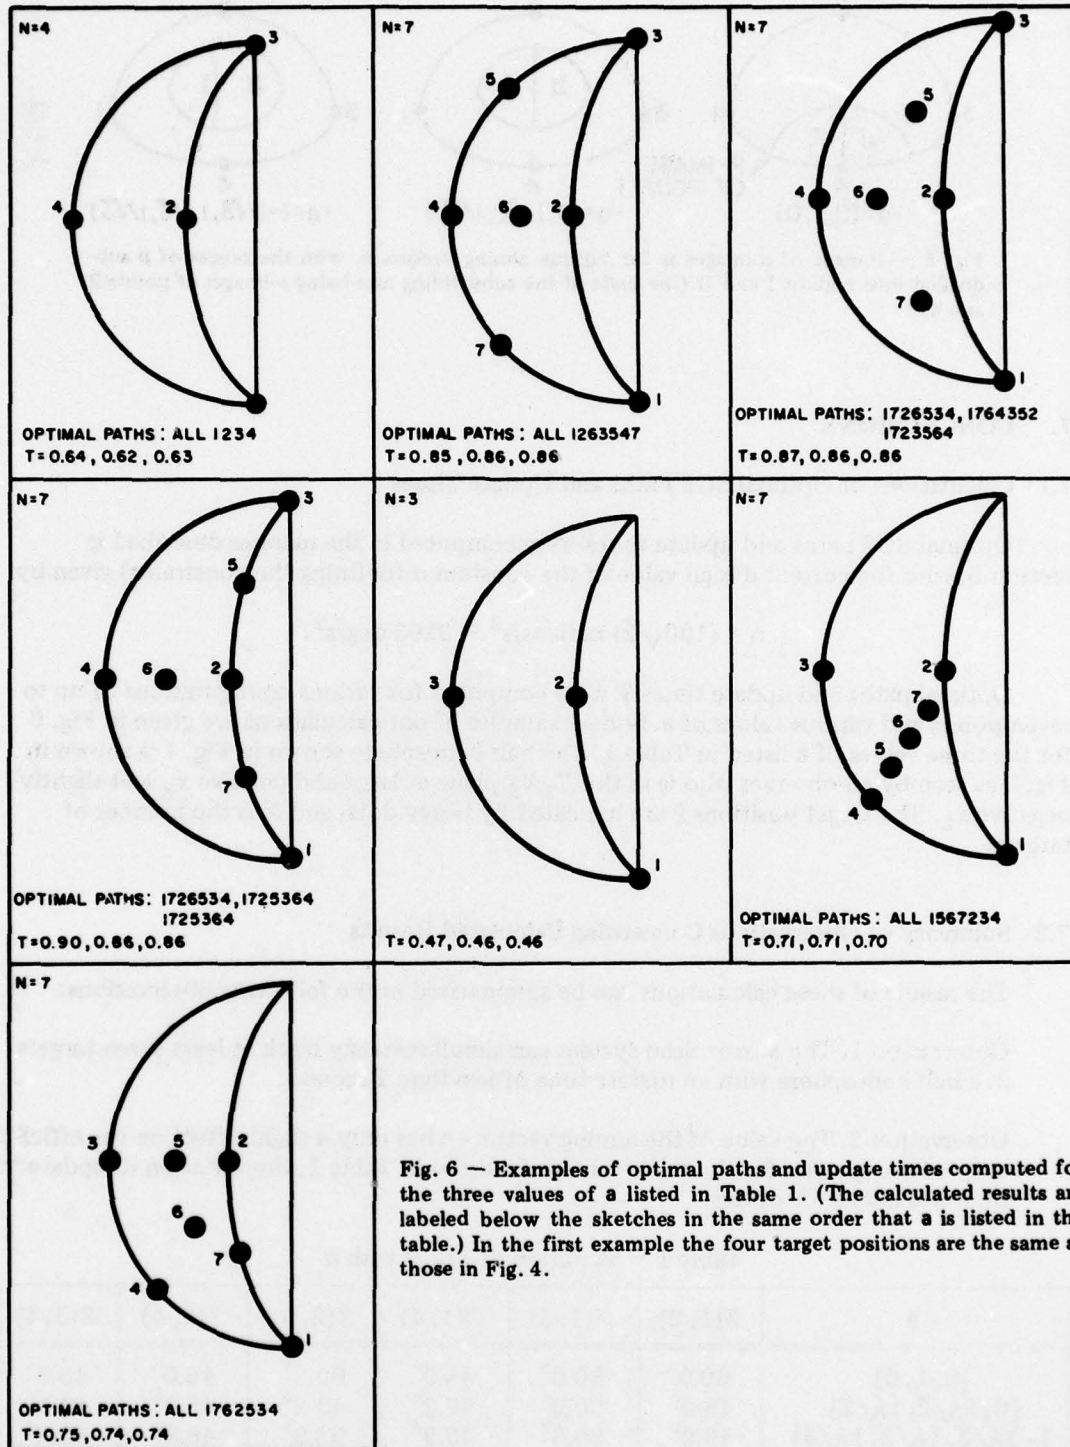 N=4
3
4
2
OPTIMAL PATHS: ALL 1234
T=0.64, 0.62, 0.63
N=7
3
5
4
6
2
7
1
OPTIMAL PATHS: ALL 1263547
T=0.85, 0.86, 0.86
N=7
3
5
4
6
2
7
1
OPTIMAL PATHS: 1726534, 1764352
1723564
T=0.87, 0.86, 0.86
N=7
3
5
4
6
2
7
1
OPTIMAL PATHS: 1726534, 1725364
1725364
T=0.90, 0.86, 0.86
N=3
3
2
1
T=0.47, 0.46, 0.46
N=7
3
2
7
6
5
4
1
OPTIMAL PATHS: ALL 1567234
T=0.71, 0.71, 0.70
N=7
3
5
2
6
7
4
1
OPTIMAL PATHS: ALL 1762534
T=0.75, 0.74, 0.74
Fig. 6 — Examples of optimal paths and update times computed fo
the three values of a listed in Table 1. (The calculated results ar
labeled below the sketches in the same order that a is listed in th
table.) In the first example the four target positions are the same a
those in Fig. 4.